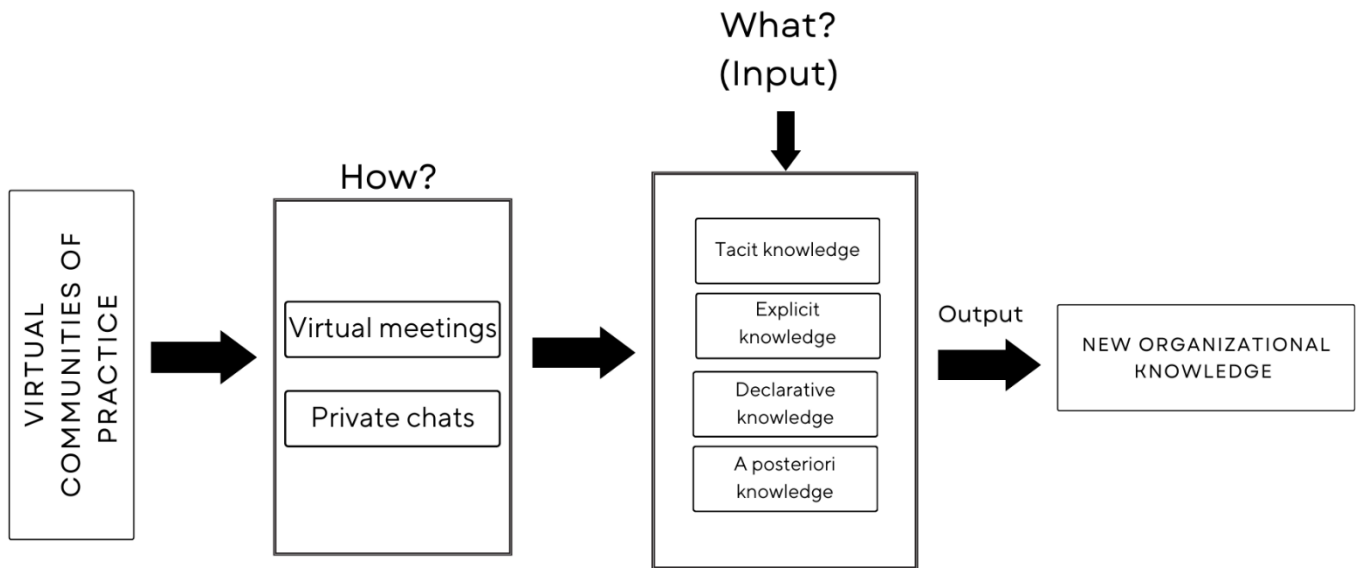 VIRTUAL
COMMUNITIES OF
PRACTICE
How?
Virtual meetings
Private chats
What?
(Input)
Tacit knowledge
Explicit
knowledge
Declarative
knowledge
A posteriori
knowledge
Output
NEW ORGANIZATIONAL
KNOWLEDGE